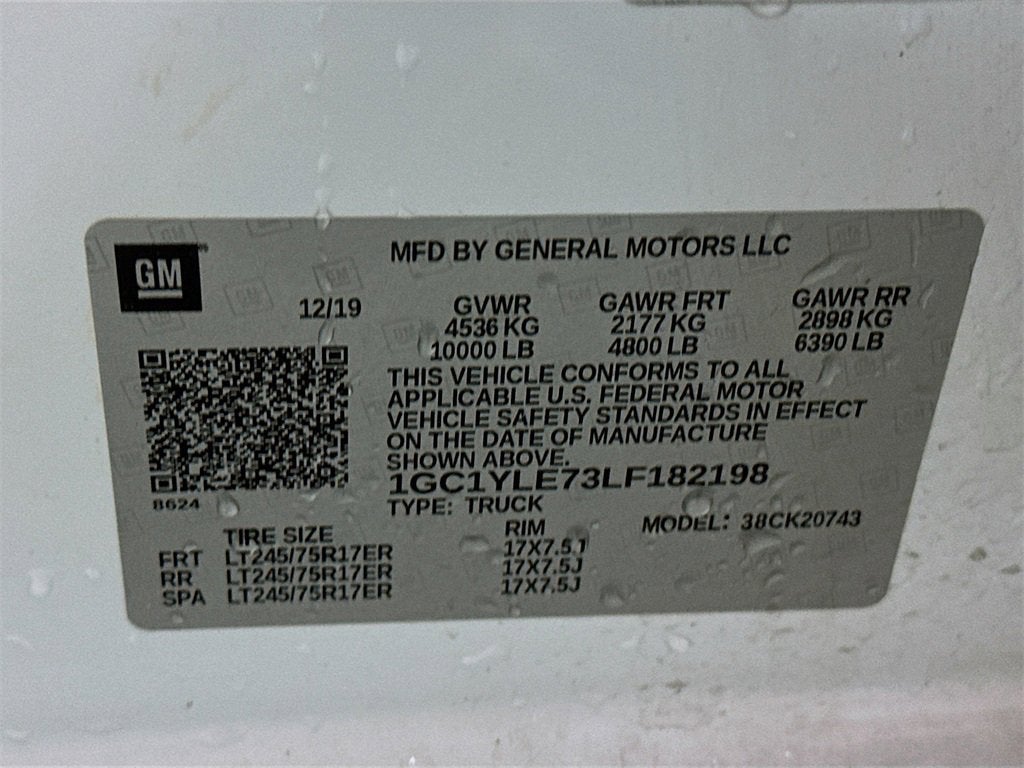 GM
MFD BY GENERAL MOTORS LLC
12/19
GVWR GAWR FRT GAWR RR
4536 KG 2177 KG 2898 KG
10000 LB 4800 LB 6390 LB
THIS VEHICLE CONFORMS TO ALL
APPLICABLE U.S. FEDERAL MOTOR
VEHICLE SAFETY STANDARDS IN EFFECT
ON THE DATE OF MANUFACTURE
SHOWN ABOVE.
1GC1YLE73LF182198
8624
TYPE: TRUCK
MODEL: 38CK20743
TIRE SIZE RIM
FRT LT245/75R17ER 17X7.5J
RR LT245/75R17ER 17X7.5J
SPA LT245/75R17ER 17X7.5J